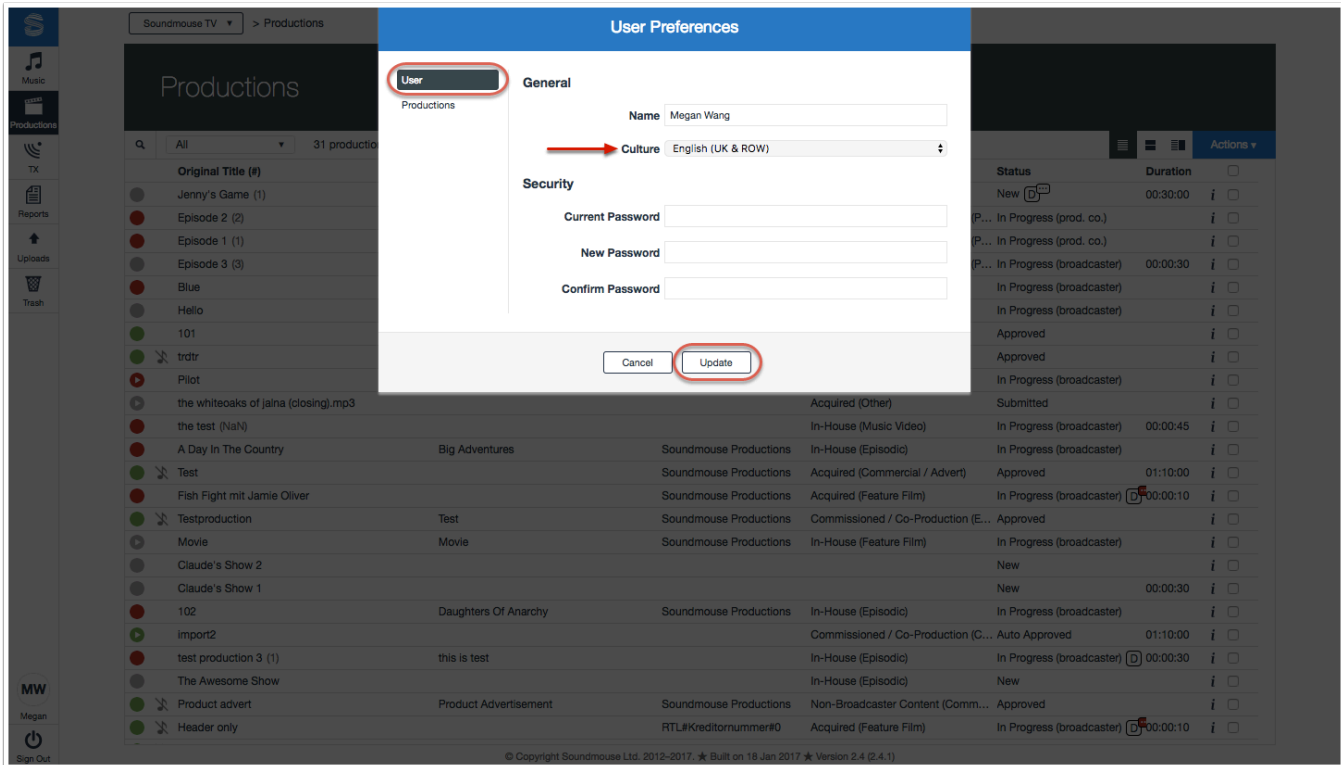 Soundmouse TV ▼ > Productions
User Preferences
Music
Productions
TX
Reports
Uploads
Trash
MW
Megan
Sign Out
Productions
All ▼ 31 productio
Actions ▾
User
Productions
General
Name Megan Wang
Culture English (UK & ROW)
Security
Current Password
New Password
Confirm Password
Cancel Update
Original Title (#) Status Duration
Jenny's Game (1) New D 00:30:00 i
Episode 2 (2) (P... In Progress (prod. co.) i
Episode 1 (1) (P... In Progress (prod. co.) i
Episode 3 (3) (P... In Progress (broadcaster) 00:00:30 i
Blue In Progress (broadcaster) i
Hello In Progress (broadcaster) i
101 Approved i
trdtr Approved i
Pilot In Progress (broadcaster) i
the whiteoaks of jalna (closing).mp3 Acquired (Other) Submitted i
the test (NaN) In-House (Music Video) In Progress (broadcaster) 00:00:45 i
A Day In The Country Big Adventures Soundmouse Productions In-House (Episodic) In Progress (broadcaster) i
Test Soundmouse Productions Acquired (Commercial / Advert) Approved 01:10:00 i
Fish Fight mit Jamie Oliver Soundmouse Productions Acquired (Feature Film) In Progress (broadcaster) D 00:00:10 i
Testproduction Test Soundmouse Productions Commissioned / Co-Production (E... Approved i
Movie Movie Soundmouse Productions In-House (Feature Film) In Progress (broadcaster) i
Claude's Show 2 New i
Claude's Show 1 New 00:00:30 i
102 Daughters Of Anarchy Soundmouse Productions In-House (Episodic) In Progress (broadcaster) i
import2 Commissioned / Co-Production (C... Auto Approved 01:10:00 i
test production 3 (1) this is test In-House (Episodic) In Progress (broadcaster) D 00:00:30 i
The Awesome Show In-House (Episodic) New i
Product advert Product Advertisement Soundmouse Productions Non-Broadcaster Content (Comm... Approved i
Header only RTL#Kreditornummer#0 Acquired (Feature Film) In Progress (broadcaster) D 00:00:10 i
© Copyright Soundmouse Ltd. 2012-2017. ★ Built on 18 Jan 2017 ★ Version 2.4 (2.4.1)